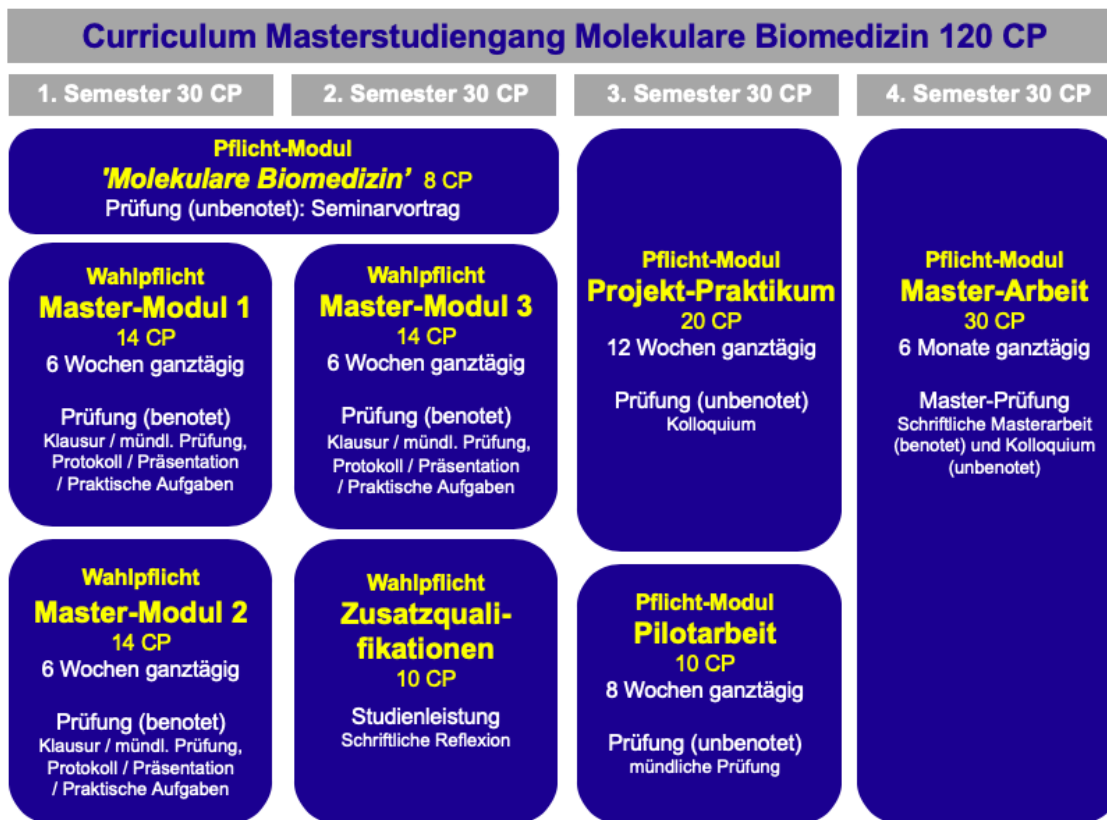 Curriculum Masterstudiengang Molekulare Biomedizin 120 CP
1. Semester 30 CP
2. Semester 30 CP
3. Semester 30 CP
4. Semester 30 CP
Pflicht-Modul
'Molekulare Biomedizin' 8 CP
Prüfung (unbenotet): Seminarvortrag
Wahlpflicht
Master-Modul 1
14 CP
6 Wochen ganztägig
Prüfung (benotet)
Klausur / mündl. Prüfung,
Protokoll / Präsentation
/ Praktische Aufgaben
Wahlpflicht
Master-Modul 2
14 CP
6 Wochen ganztägig
Prüfung (benotet)
Klausur / mündl. Prüfung,
Protokoll / Präsentation
/ Praktische Aufgaben
Wahlpflicht
Master-Modul 3
14 CP
6 Wochen ganztägig
Prüfung (benotet)
Klausur / mündl. Prüfung,
Protokoll / Präsentation
/ Praktische Aufgaben
Wahlpflicht
Zusatzquali-
fikationen
10 CP
Studienleistung
Schriftliche Reflexion
Pflicht-Modul
Projekt-Praktikum
20 CP
12 Wochen ganztägig
Prüfung (unbenotet)
Kolloquium
Pflicht-Modul
Pilotarbeit
10 CP
8 Wochen ganztägig
Prüfung (unbenotet)
mündliche Prüfung
Pflicht-Modul
Master-Arbeit
30 CP
6 Monate ganztägig
Master-Prüfung
Schriftliche Masterarbeit
(benotet) und Kolloquium
(unbenotet)